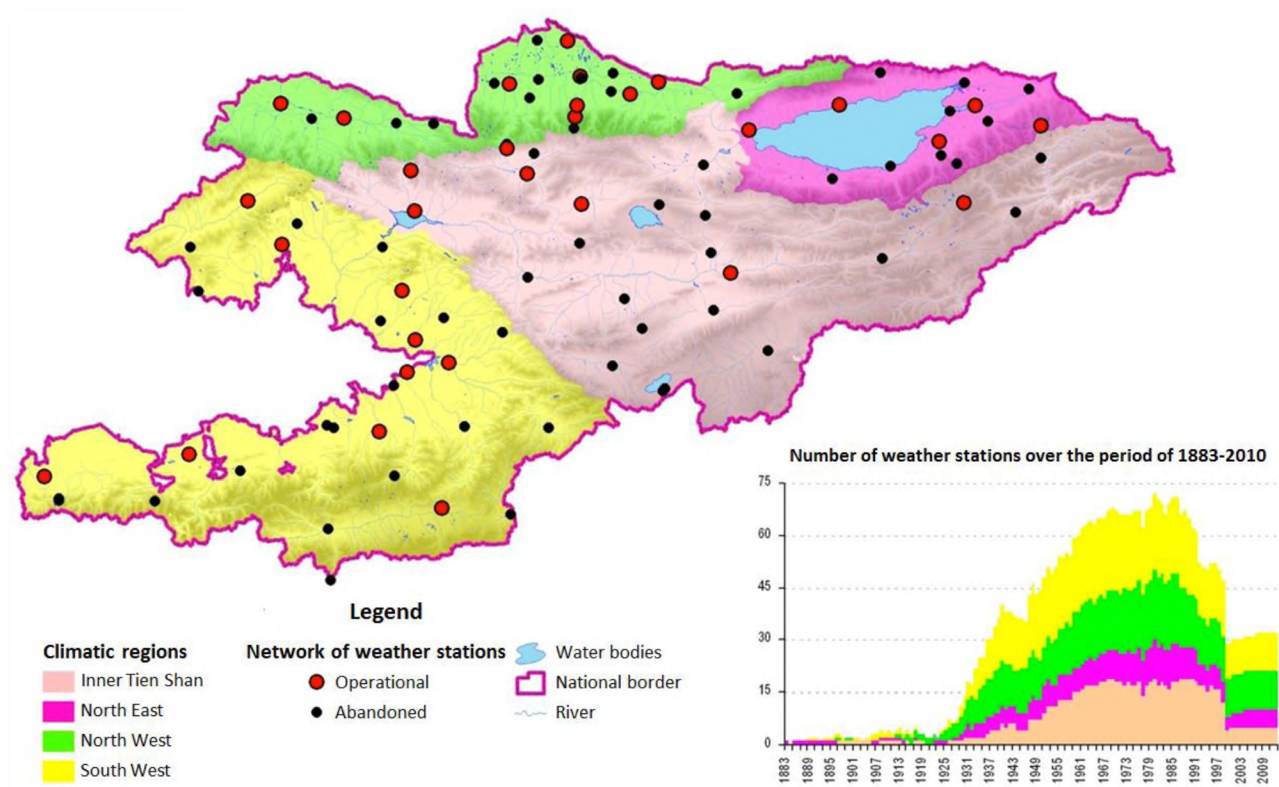 Number of weather stations over the period of 1883-2010
75
60
45
30
15
0
1883
1889
1895
1901
1907
1913
1919
1925
1931
1937
1943
1949
1955
1961
1967
1973
1979
1985
1991
1997
2003
2009
Legend
Climatic regions
Inner Tien Shan
North East
North West
South West
Network of weather stations
Operational
Abandoned
Water bodies
National border
River